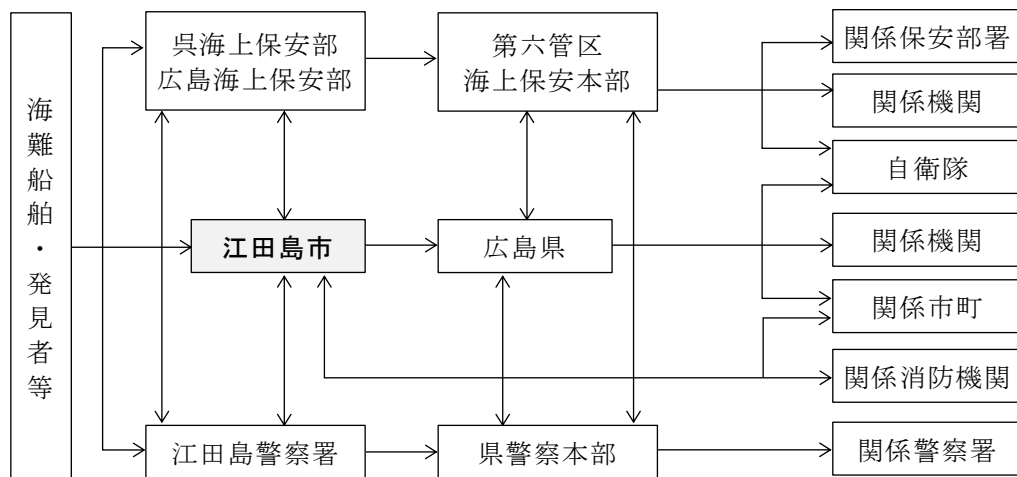 海難船舶・発見者等
呉海上保安部
広島海上保安部
第六管区
海上保安本部
関係保安部署
関係機関
自衛隊
江田島市
広島県
関係機関
関係市町
関係消防機関
江田島警察署
県警察本部
関係警察署